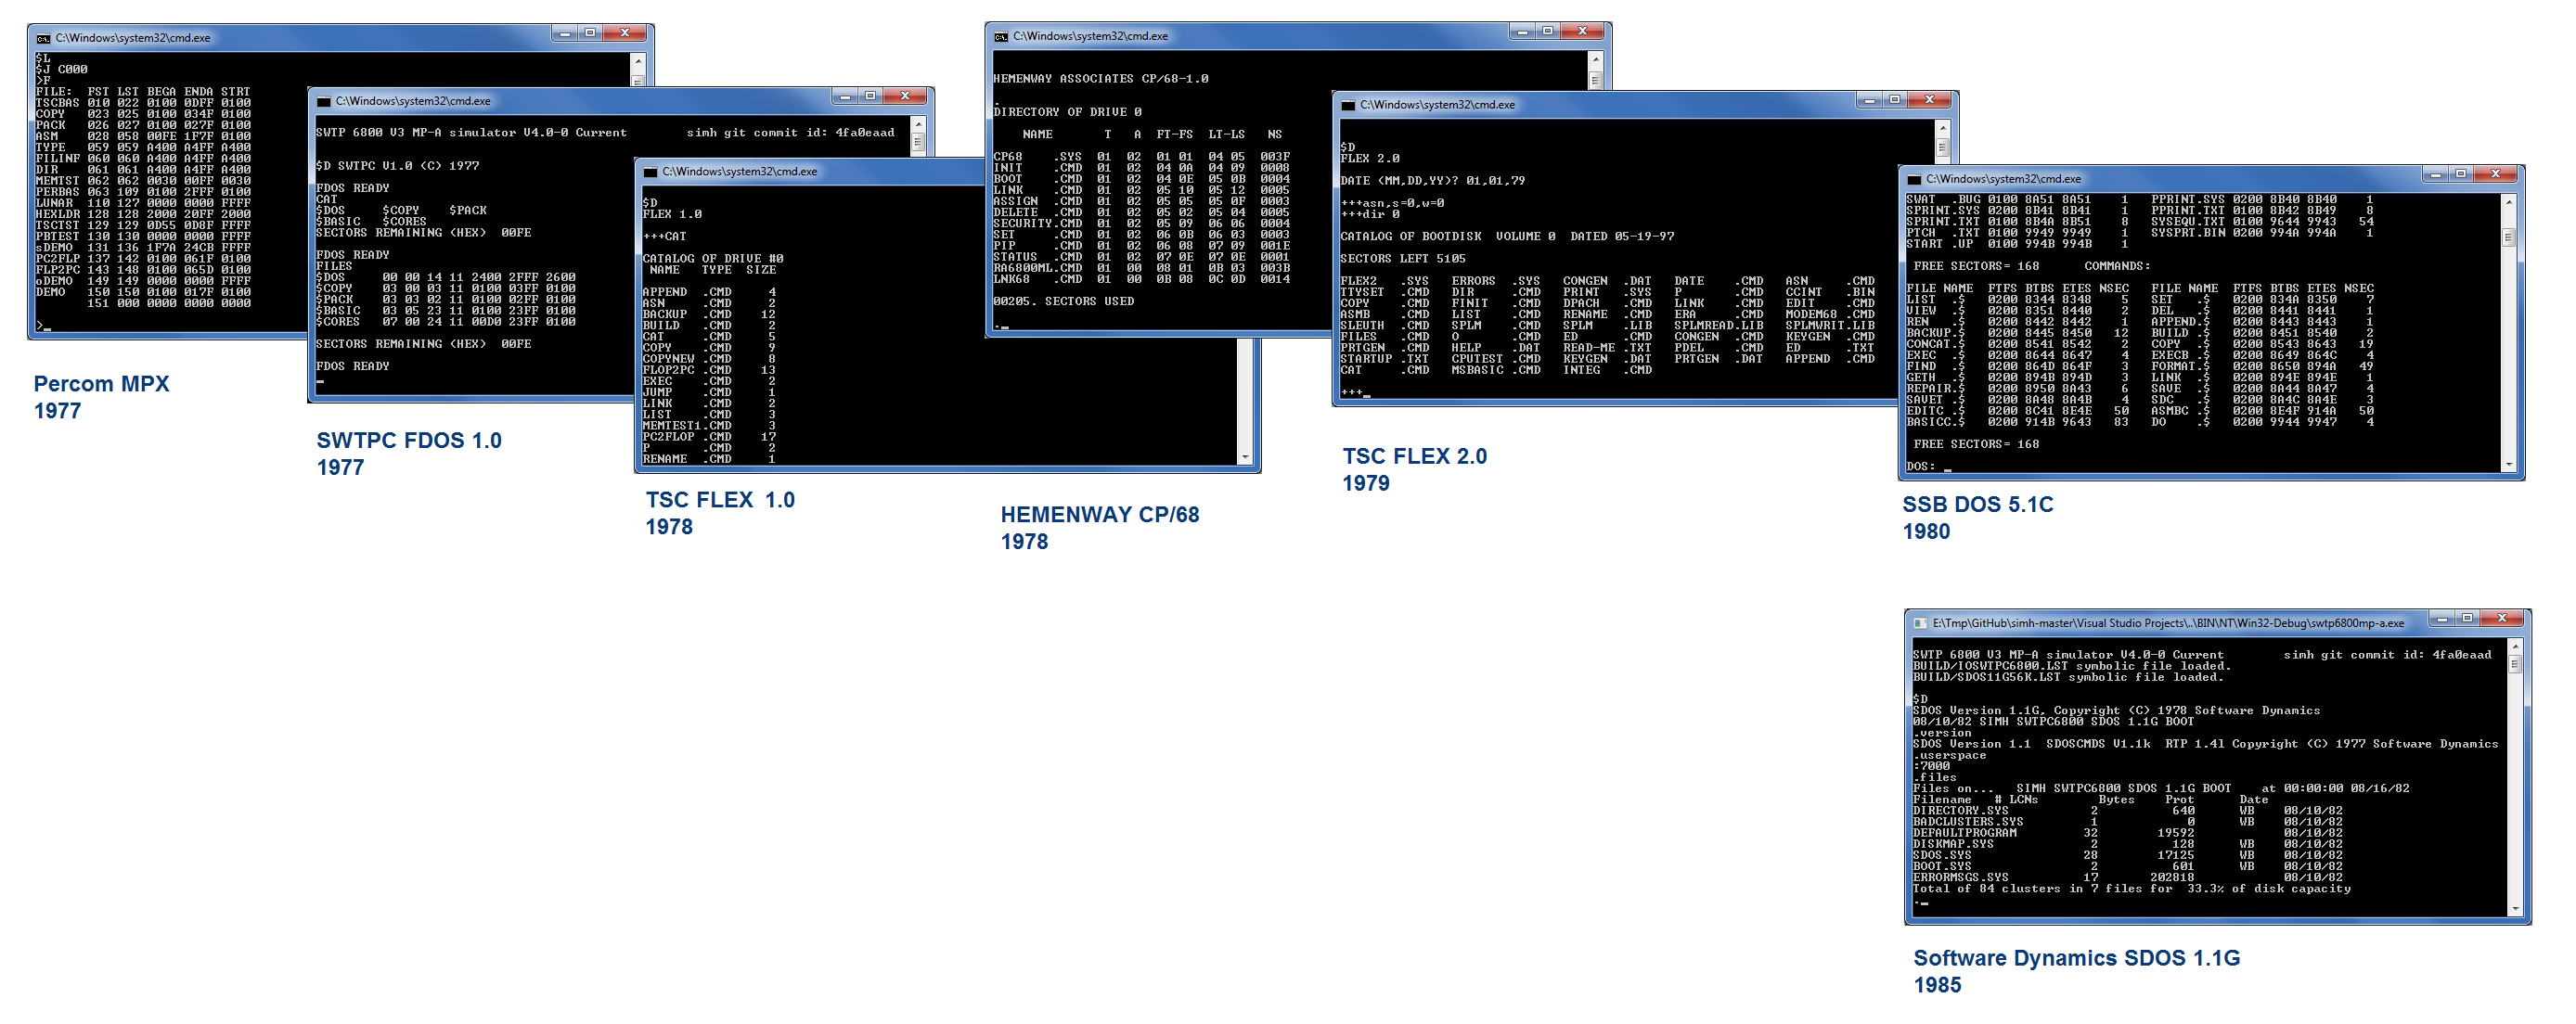 C:\Windows\system32\cmd.exe
$L
$J C000
>F
FILE:  FST LST BEGA ENDA STRT
TSCBAS 010 022 0100 0DFF 0100
COPY   023 025 0100 034F 0100
PACK   026 027 0100 027F 0100
ASM    028 058 00FE 1F7F 0100
TYPE   059 059 A400 A4FF A400
FILINF 060 060 A400 A4FF A400
DIR    061 061 A400 A4FF A400
MEMTST 062 062 0030 00FF 0030
PERBAS 063 109 0100 2FFF 0100
LUNAR  110 127 0000 0000 FFFF
HEXLDR 128 128 2000 20FF 2000
TSCTST 129 129 0D55 0D8F FFFF
PBTEST 130 130 0000 0000 FFFF
sDEMO  131 136 1F7A 24CB FFFF
PC2FLP 137 142 0100 061F 0100
FLP2PC 143 148 0100 065D 0100
oDEMO  149 149 0000 0000 FFFF
DEMO   150 150 0100 017F 0100
       151 000 0000 0000 0000
>_
Percom MPX
1977
C:\Windows\system32\cmd.exe
SWTP 6800 V3 MP-A simulator V4.0-0 Current        simh git commit id: 4fa0eaad
$D SWTPC V1.0 (C) 1977
FDOS READY
CAT
$DOS     $COPY    $PACK
$BASIC   $CORES
SECTORS REMAINING (HEX)  00FE
FDOS READY
FILES
$DOS     00 00 14 11 2400 2FFF 2600
$COPY    03 00 03 11 0100 03FF 0100
$PACK    03 03 02 11 0100 02FF 0100
$BASIC   03 05 23 11 0100 23FF 0100
$CORES   07 00 24 11 00D0 23FF 0100
SECTORS REMAINING (HEX)  00FE
FDOS READY
_
SWTPC FDOS 1.0
1977
C:\Windows\system32\cmd.exe
$D
FLEX 1.0
+++CAT
CATALOG OF DRIVE #0
 NAME   TYPE  SIZE
APPEND  .CMD     4
ASN     .CMD     2
BACKUP  .CMD    12
BUILD   .CMD     2
CAT     .CMD     5
COPY    .CMD     9
COPYNEW .CMD     8
FLOP2PC .CMD    13
EXEC    .CMD     2
JUMP    .CMD     1
LINK    .CMD     2
LIST    .CMD     3
MEMTEST1.CMD     3
PC2FLOP .CMD    17
P       .CMD     2
RENAME  .CMD     1
TSC FLEX  1.0
1978
C:\Windows\system32\cmd.exe
HEMENWAY ASSOCIATES CP/68-1.0
.
DIRECTORY OF DRIVE 0
    NAME       T   A   FT-FS  LT-LS   NS
CP68    .SYS  01  02  01 01  04 05  003F
INIT    .CMD  01  02  04 0A  04 09  0008
BOOT    .CMD  01  02  04 0E  05 0B  0004
LINK    .CMD  01  02  05 10  05 12  0005
ASSIGN  .CMD  01  02  05 05  05 0F  0003
DELETE  .CMD  01  02  05 02  05 04  0005
SECURITY.CMD  01  02  05 09  06 06  0004
SET     .CMD  01  02  06 0B  06 03  0003
PIP     .CMD  01  02  06 08  07 09  001E
STATUS  .CMD  01  02  07 0E  07 0E  0001
RA6800ML.CMD  01  00  08 01  0B 03  003B
LNK68   .CMD  01  00  0B 08  0C 0D  0014
00205. SECTORS USED
._
HEMENWAY CP/68
1978
C:\Windows\system32\cmd.exe
$D
FLEX 2.0
DATE (MM,DD,YY)? 01,01,79
+++asn,s=0,w=0
+++dir 0
CATALOG OF BOOTDISK  VOLUME 0  DATED 05-19-97
SECTORS LEFT 5105
FLEX2   .SYS   ERRORS  .SYS   CONGEN  .DAT   DATE    .CMD   ASN     .CMD
TTYSET  .CMD   DIR     .CMD   PRINT   .SYS   P       .CMD   CCINT   .BIN
COPY    .CMD   FINIT   .CMD   DPACH   .CMD   LINK    .CMD   EDIT    .CMD
ASMB    .CMD   LIST    .CMD   RENAME  .CMD   ERA     .CMD   MODEM68 .CMD
SLEUTH  .CMD   SPLM    .CMD   SPLM    .LIB   SPLMREAD.LIB   SPLMWRIT.LIB
FILES   .CMD   O       .CMD   ED      .CMD   CONGEN  .CMD   KEYGEN  .CMD
PRTGEN  .CMD   HELP    .DAT   READ-ME .TXT   PDEL    .CMD   ED      .TXT
STARTUP .TXT   CPUTEST .CMD   KEYGEN  .DAT   PRTGEN  .DAT   APPEND  .CMD
CAT     .CMD   MSBASIC .CMD   INTEG   .CMD
+++_
TSC FLEX 2.0
1979
C:\Windows\system32\cmd.exe
SWAT  .BUG 0100 8A51 8A51     1   PPRINT.SYS 0200 8B40 8B40     1
SPRINT.SYS 0200 8B41 8B41     1   PPRINT.TXT 0100 8B42 8B49     8
SPRINT.TXT 0100 8B4A 8B51     8   SYSEQU.TXT 0100 9644 9943    54
PTCH  .TXT 0100 9949 9949     1   SYSPRT.BIN 0200 994A 994A     1
START .UP  0100 994B 994B     1
 FREE SECTORS= 168      COMMANDS:
FILE NAME  FTFS BTBS ETES NSEC   FILE NAME  FTFS BTBS ETES NSEC
LIST  .$   0200 8344 8348     5   SET   .$   0200 834A 8350     7
VIEW  .$   0200 8351 8440     2   DEL   .$   0200 8441 8441     1
REN   .$   0200 8442 8442     1   APPEND.$   0200 8443 8443     1
BACKUP.$   0200 8445 8450    12   BUILD .$   0200 8451 8540     2
CONCAT.$   0200 8541 8542     2   COPY  .$   0200 8543 8643    19
EXEC  .$   0200 8644 8647     4   EXECB .$   0200 8649 864C     4
FIND  .$   0200 864D 864F     3   FORMAT.$   0200 8650 894A    49
GETH  .$   0200 894B 894D     3   LINK  .$   0200 894E 894E     1
REPAIR.$   0200 8950 8A43     6   SAVE  .$   0200 8A44 8A47     4
SAVET .$   0200 8A48 8A4B     4   SDC   .$   0200 8A4C 8A4E     3
EDITC .$   0200 8C41 8E4E    50   ASMBC .$   0200 8E4F 914A    50
BASICC.$   0200 914B 9643    83   DO    .$   0200 9944 9947     4
 FREE SECTORS= 168
DOS: _
SSB DOS 5.1C
1980
E:\Tmp\GitHub\simh-master\Visual Studio Projects\..\BIN\NT\Win32-Debug\swtp6800mp-a.exe
SWTP 6800 V3 MP-A simulator V4.0-0 Current        simh git commit id: 4fa0eaad
BUILD/IOSWTPC6800.LST symbolic file loaded.
BUILD/SDOS11G56K.LST symbolic file loaded.
$D
SDOS Version 1.1G, Copyright (C) 1978 Software Dynamics
08/10/82 SIMH SWTPC6800 SDOS 1.1G BOOT
.version
SDOS Version 1.1  SDOSCMDS V1.1k  RTP 1.4l Copyright (C) 1977 Software Dynamics
.userspace
:7000
.files
Files on...   SIMH SWTPC6800 SDOS 1.1G BOOT    at 00:00:00 08/16/82
Filename   # LCNs        Bytes    Prot      Date
DIRECTORY.SYS           2          640      WB    08/10/82
BADCLUSTERS.SYS         1            0      WB    08/10/82
DEFAULTPROGRAM         32        19592            08/10/82
DISKMAP.SYS             2          128      WB    08/10/82
SDOS.SYS               28        17125      WB    08/10/82
BOOT.SYS                2          601      WB    08/10/82
ERRORMSGS.SYS          17       202818            08/10/82
Total of 84 clusters in 7 files for  33.3% of disk capacity
._
Software Dynamics SDOS 1.1G
1985